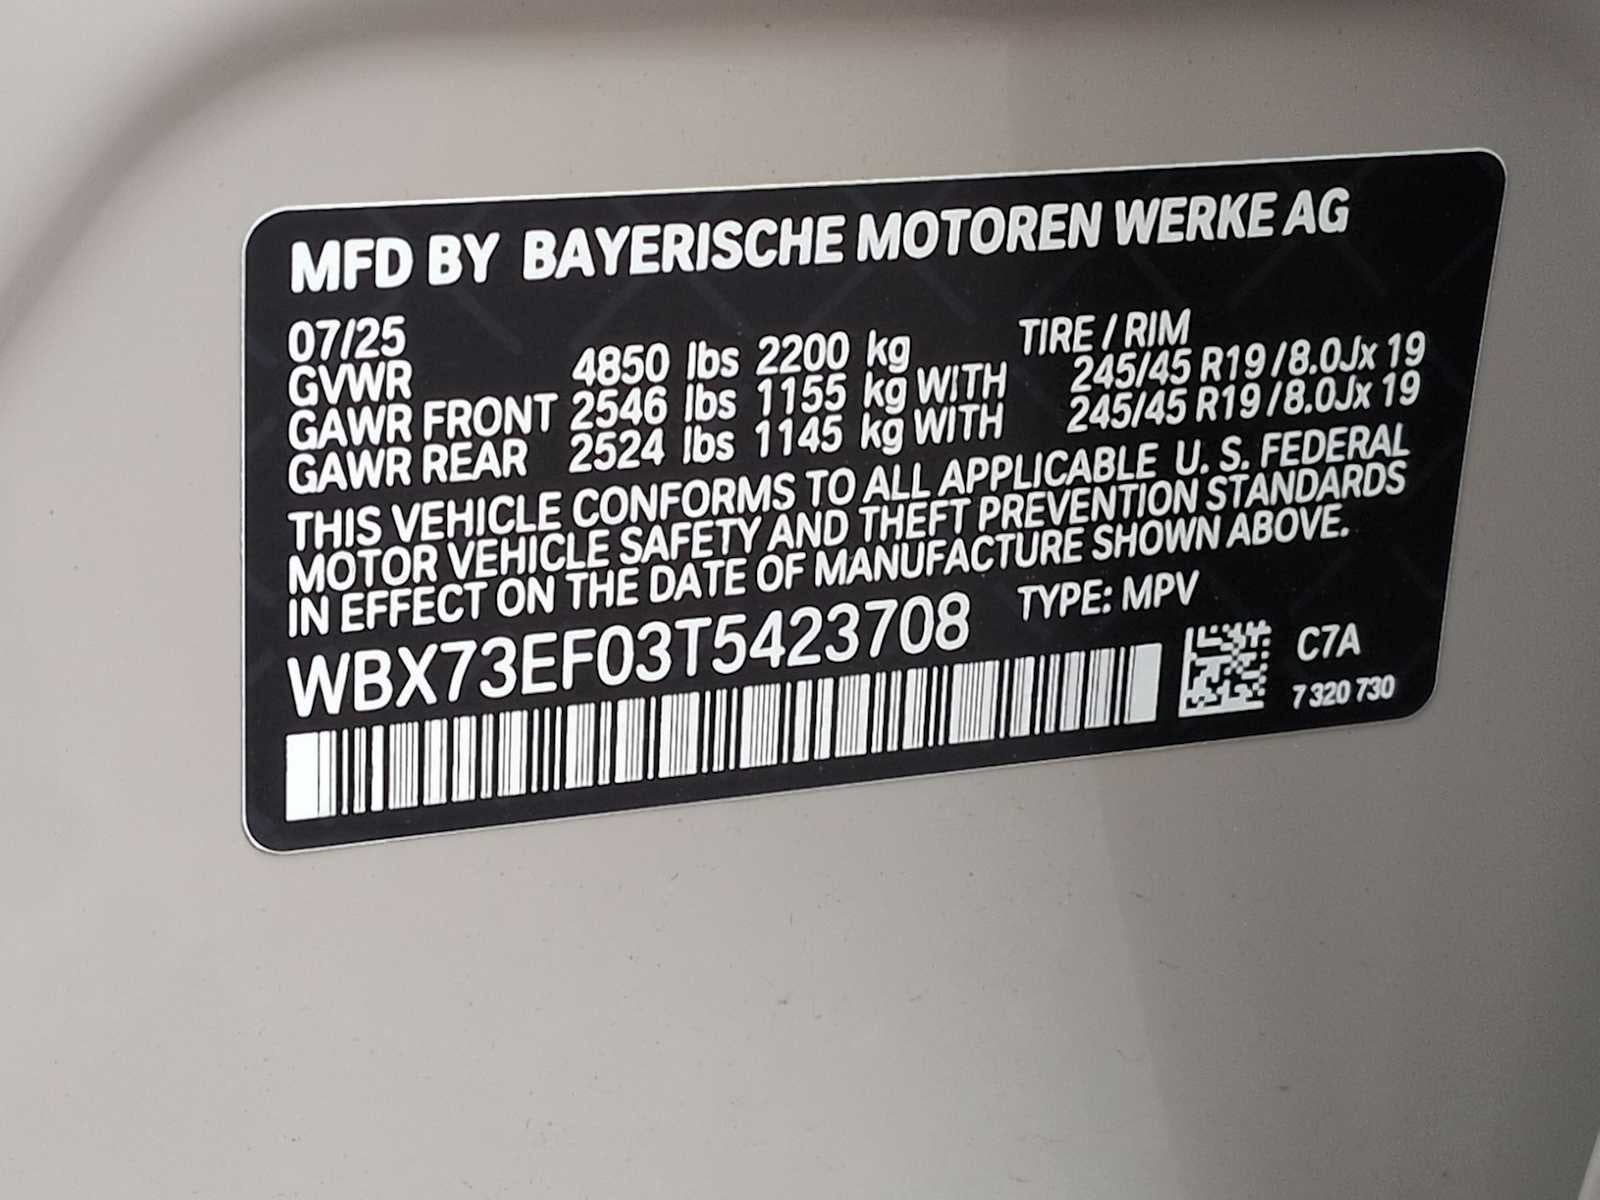 MFD BY BAYERISCHE MOTOREN WERKE AG
07/25 TIRE / RIM
GVWR 4850 lbs 2200 kg
GAWR FRONT 2546 lbs 1155 kg WITH 245/45 R19 / 8.0Jx 19
GAWR REAR 2524 lbs 1145 kg WITH 245/45 R19 / 8.0Jx 19
THIS VEHICLE CONFORMS TO ALL APPLICABLE U. S. FEDERAL
MOTOR VEHICLE SAFETY AND THEFT PREVENTION STANDARDS
IN EFFECT ON THE DATE OF MANUFACTURE SHOWN ABOVE.
WBX73EF03T5423708 TYPE: MPV
C7A
7 320 730